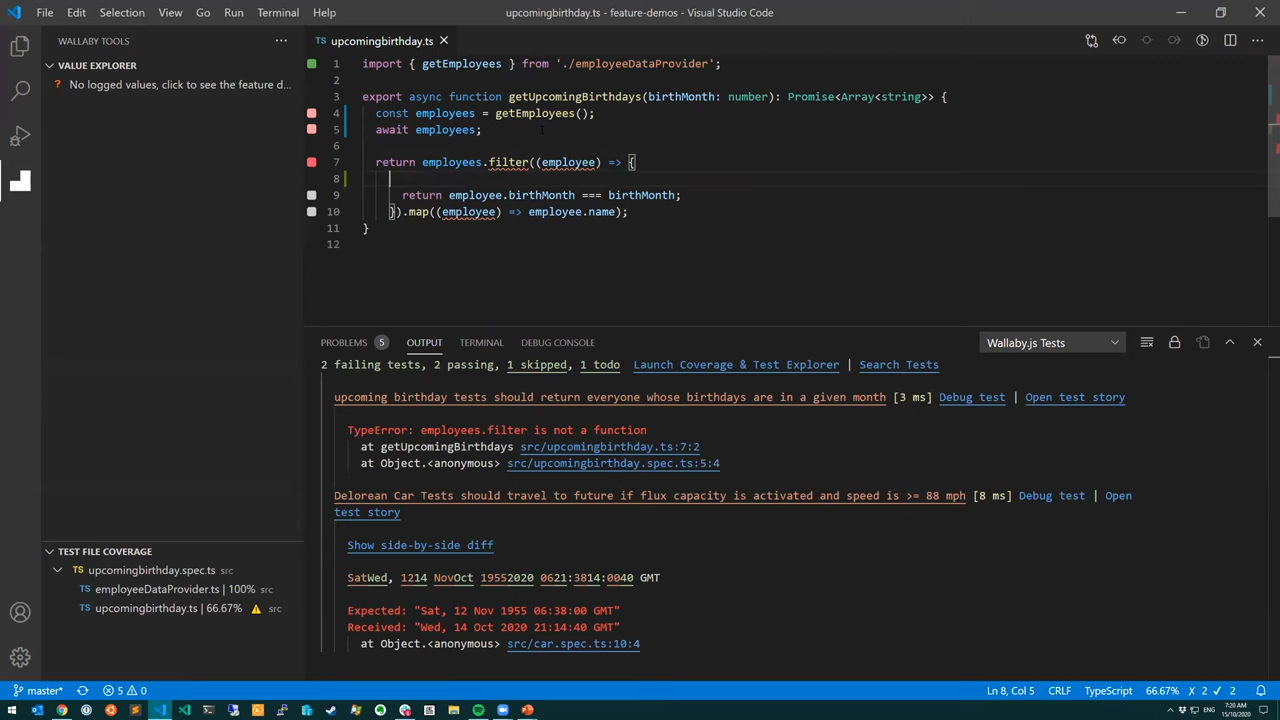 File Edit Selection View Go Run Terminal Help
upcomingbirthday.ts - feature-demos - Visual Studio Code
WALLABY TOOLS
VALUE EXPLORER
? No logged values, click to see the feature d...
TEST FILE COVERAGE
upcomingbirthday.spec.ts src
TS employeeDataProvider.ts | 100% src
TS upcomingbirthday.ts | 66.67% src
TS upcomingbirthday.ts
1 import { getEmployees } from './employeeDataProvider';
2
3 export async function getUpcomingBirthdays(birthMonth: number): Promise<Array<string>> {
4 const employees = getEmployees();
5 await employees;
6
7 return employees.filter((employee) => {
8
9 return employee.birthMonth === birthMonth;
10 }).map((employee) => employee.name);
11 }
12
PROBLEMS 5 OUTPUT TERMINAL DEBUG CONSOLE Wallaby.js Tests
2 failing tests, 2 passing, 1 skipped, 1 todo Launch Coverage & Test Explorer | Search Tests
upcoming birthday tests should return everyone whose birthdays are in a given month [3 ms] Debug test | Open test story
TypeError: employees.filter is not a function
at getUpcomingBirthdays src/upcomingbirthday.ts:7:2
at Object.<anonymous> src/upcomingbirthday.spec.ts:5:4
Delorean Car Tests should travel to future if flux capacity is activated and speed is >= 88 mph [8 ms] Debug test | Open
test story
Show side-by-side diff
SatWed, 1214 NovOct 19552020 0621:3814:0040 GMT
Expected: "Sat, 12 Nov 1955 06:38:00 GMT"
Received: "Wed, 14 Oct 2020 21:14:40 GMT"
at Object.<anonymous> src/car.spec.ts:10:4
master* 5 0
Ln 8, Col 5 CRLF TypeScript 66.67% × 2 ✓ 2
ENG
7:20 AM
15/10/2020